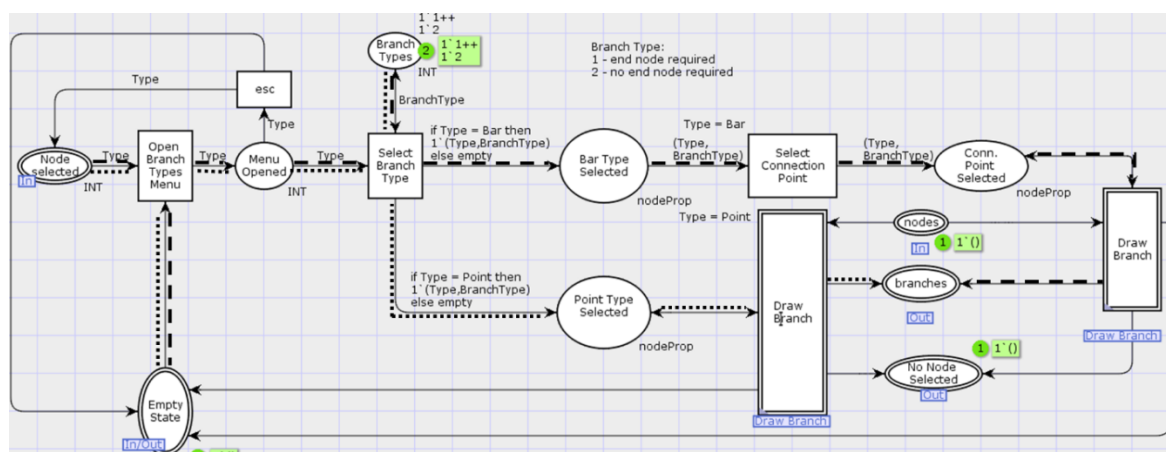 1`1++
1`2
Branch
Types
2
1`1++
1`2
INT
Branch Type:
1 - end node required
2 - no end node required
Type
esc
BranchType
Type
Node
selected
In
Type
INT
Open
Branch
Types
Menu
Type
Menu
Opened
INT
Type
Select
Branch
Type
if Type = Bar then
1`(Type,BranchType)
else empty
Bar Type
Selected
nodeProp
Type = Bar
(Type,
BranchType)
Select
Connection
Point
(Type,
BranchType)
Conn.
Point
Selected
nodeProp
Type = Point
nodes
In
1
1`()
Draw
Branch
Draw Branch
if Type = Point then
1`(Type,BranchType)
else empty
Point Type
Selected
nodeProp
Draw
Branch
Draw Branch
branches
Out
1
1`()
No Node
Selected
Out
Empty
State
In/Out